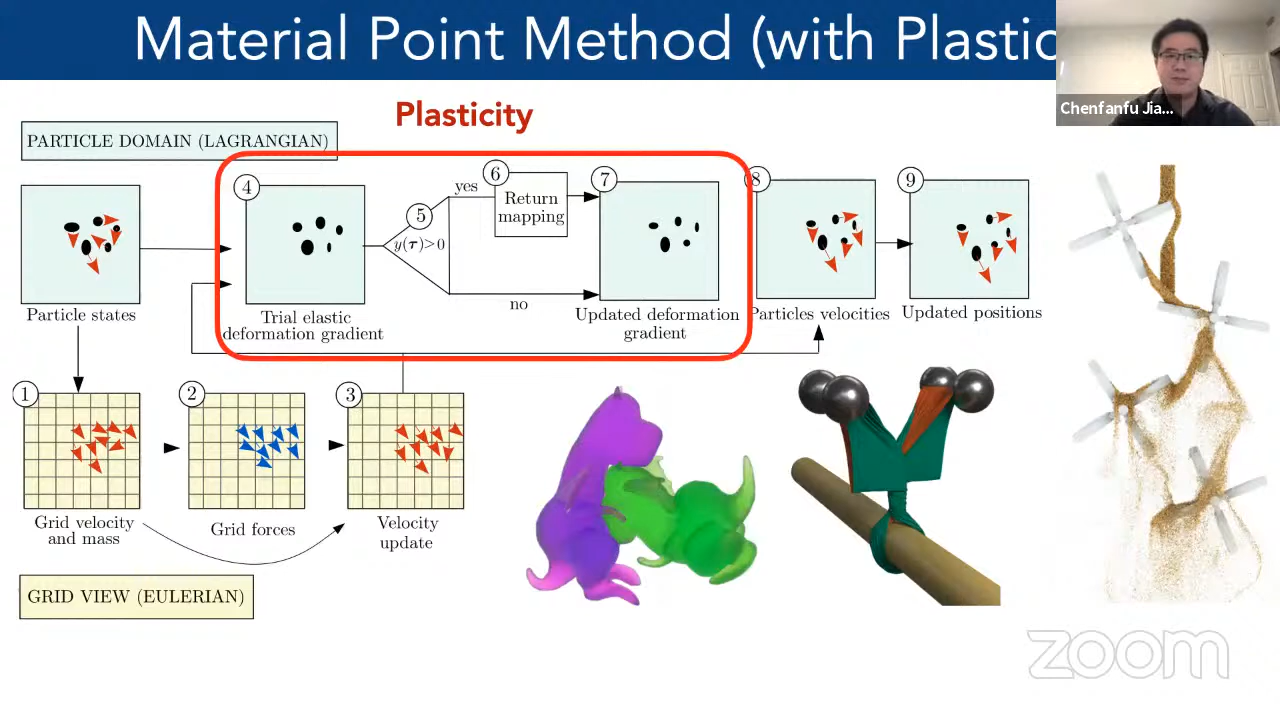 Material Point Method (with Plastic
Chenfanfu Jia...
Plasticity
PARTICLE DOMAIN (LAGRANGIAN)
4
5
6
7
8
9
yes
Return
mapping
y(τ)>0
no
Particle states
Trial elastic
deformation gradient
Updated deformation
gradient
Particles velocities
Updated positions
1
2
3
Grid velocity
and mass
Grid forces
Velocity
update
GRID VIEW (EULERIAN)
zoom